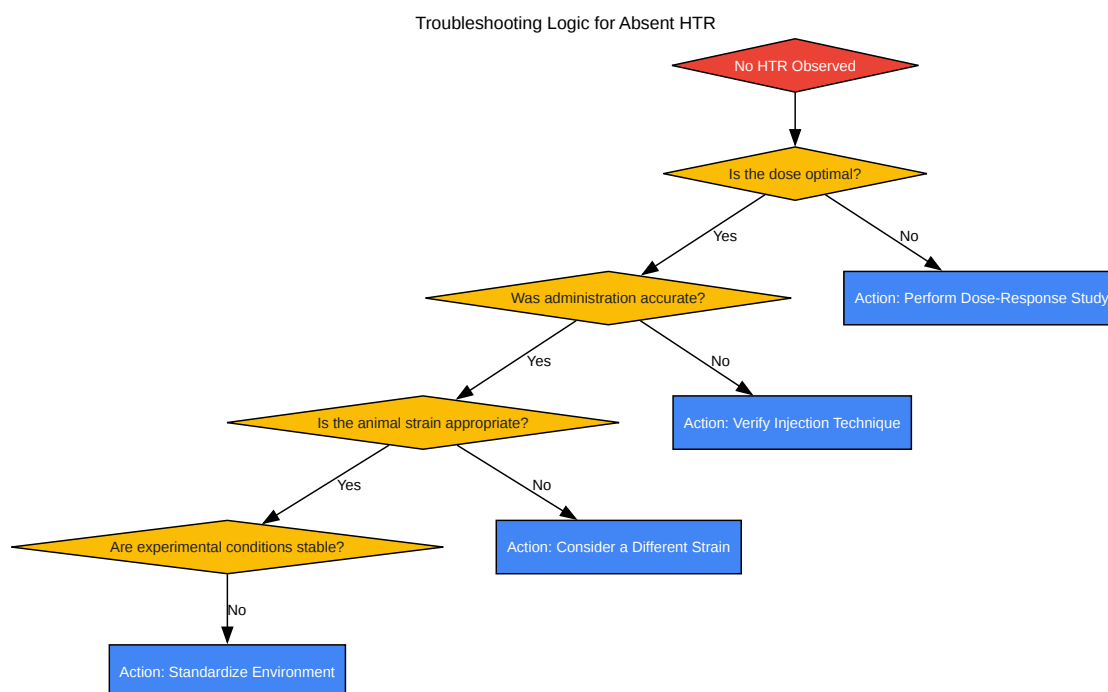 Troubleshooting Logic for Absent HTR
No HTR Observed
Is the dose optimal?
Yes
No
Was administration accurate?
Action: Perform Dose-Response Study
Yes
No
Is the animal strain appropriate?
Action: Verify Injection Technique
Yes
No
Are experimental conditions stable?
Action: Consider a Different Strain
No
Action: Standardize Environment